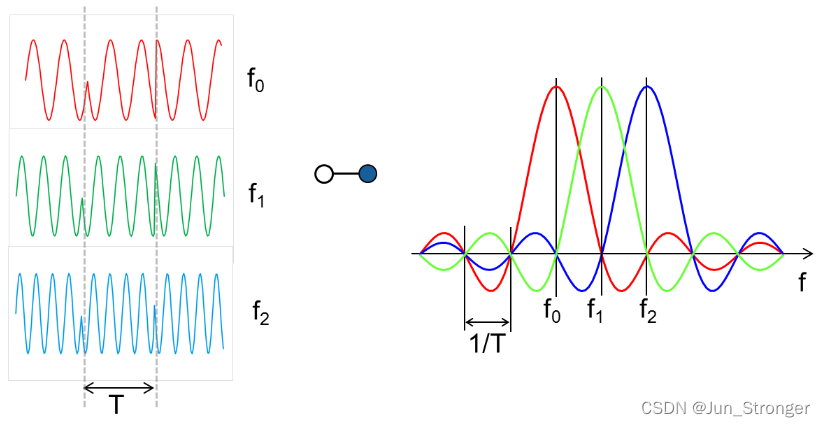 f0
f1
f2
T
f0 f1 f2
f
1/T
CSDN @Jun_Stronger